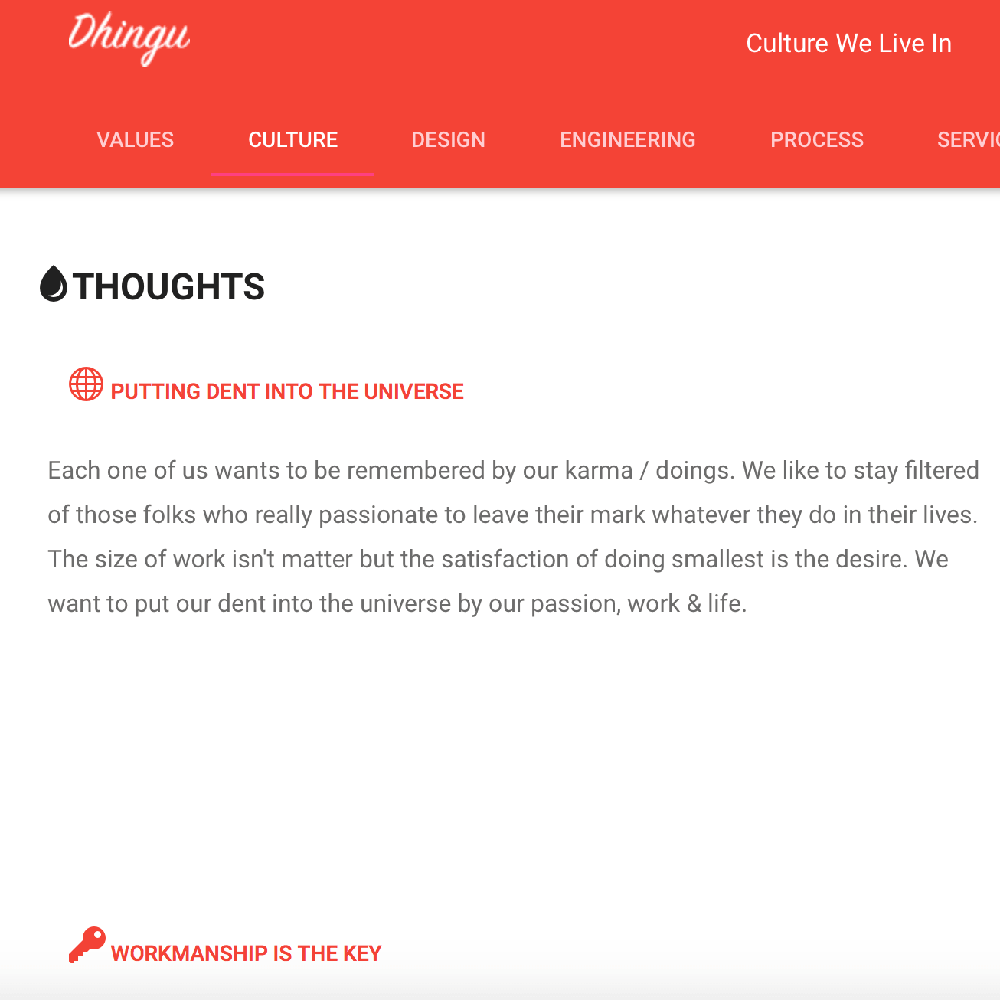 Dhingu
Culture We Live In
VALUES CULTURE DESIGN ENGINEERING PROCESS SERVIC
THOUGHTS
PUTTING DENT INTO THE UNIVERSE
Each one of us wants to be remembered by our karma / doings. We like to stay filtered
of those folks who really passionate to leave their mark whatever they do in their lives.
The size of work isn't matter but the satisfaction of doing smallest is the desire. We
want to put our dent into the universe by our passion, work & life.
WORKMANSHIP IS THE KEY